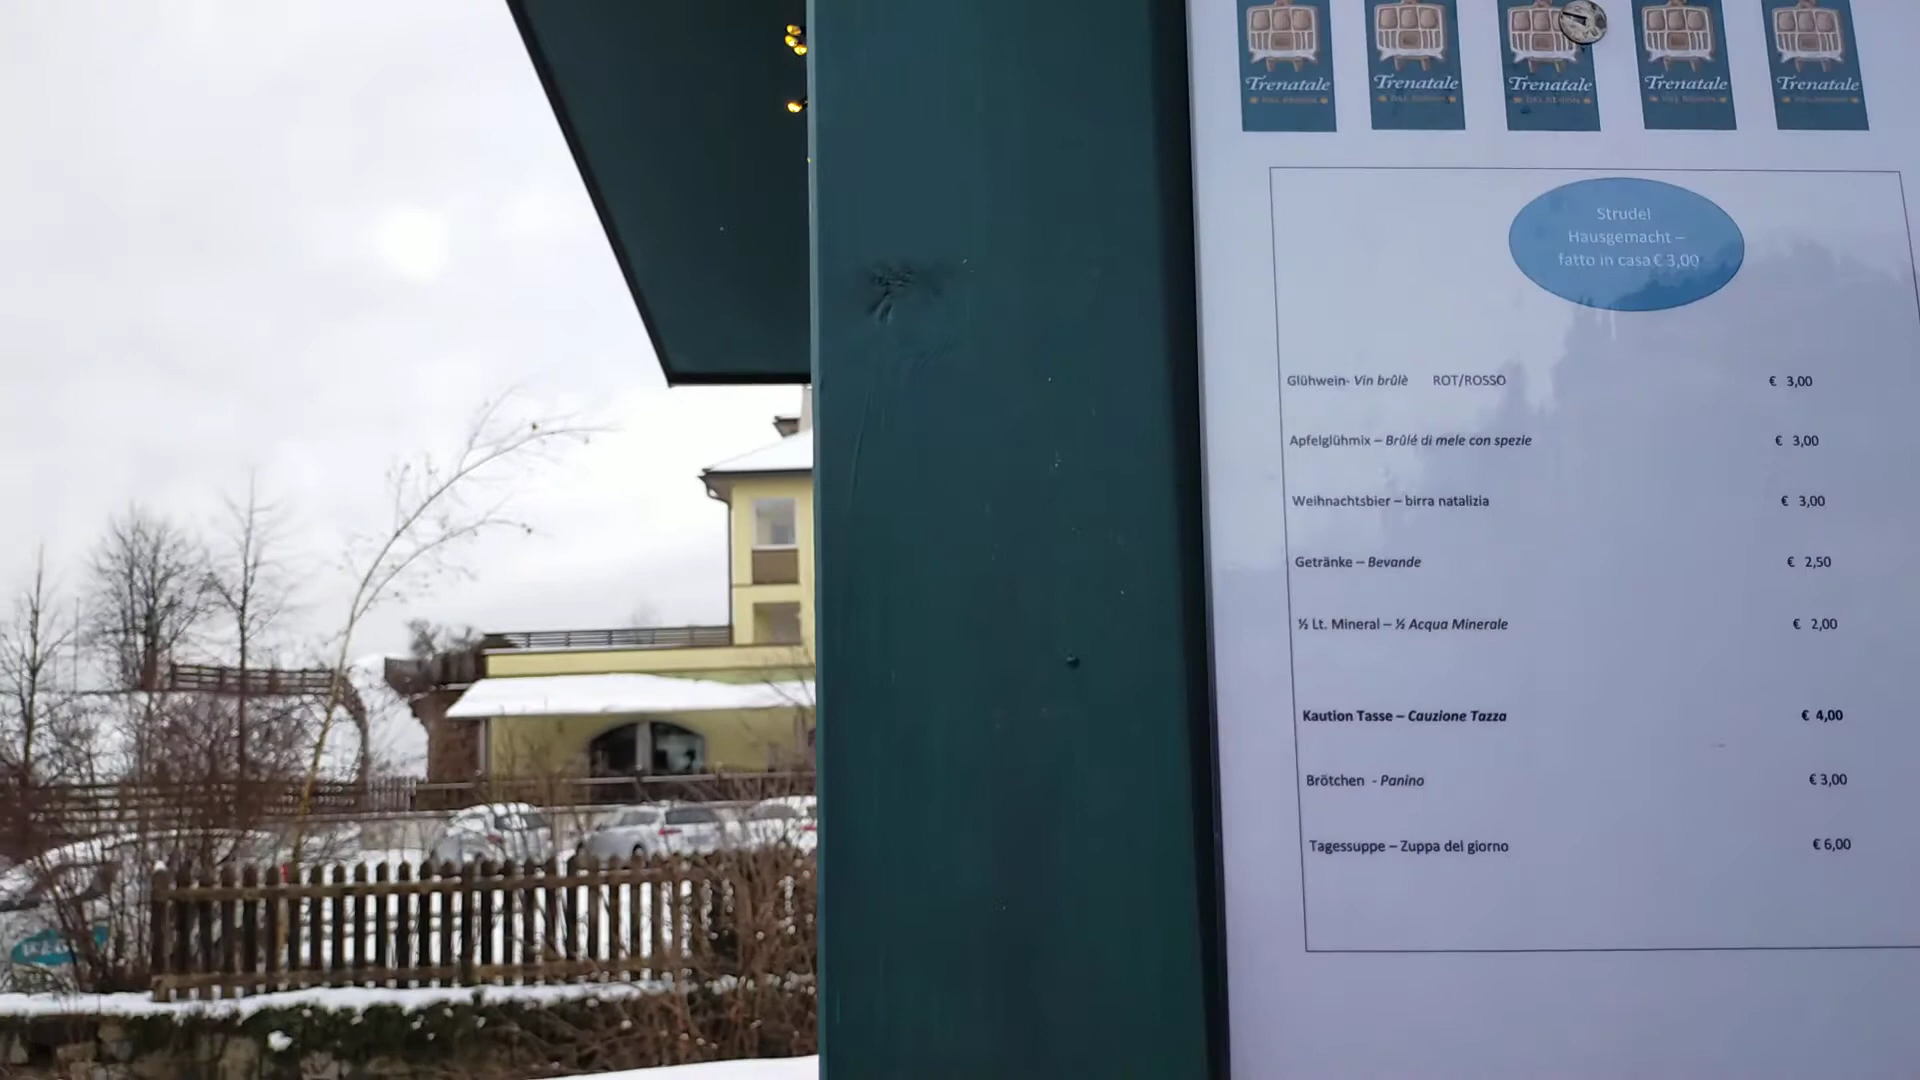 Trenatale Trenatale Trenatale Trenatale Trenatale
DEL RENON
Strudel
Hausgemacht –
fatto in casa € 3,00
Glühwein- Vin brûlè ROT/ROSSO € 3,00
Apfelglühmix – Brûlé di mele con spezie € 3,00
Weihnachtsbier – birra natalizia € 3,00
Getränke – Bevande € 2,50
½ Lt. Mineral – ½ Acqua Minerale € 2,00
Kaution Tasse – Cauzione Tazza € 4,00
Brötchen - Panino € 3,00
Tagessuppe – Zuppa del giorno € 6,00